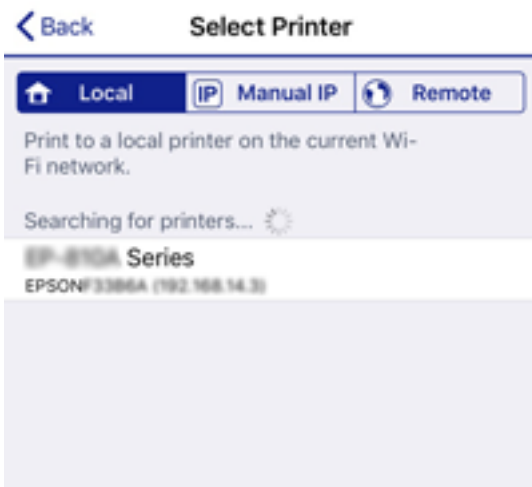 Back
Select Printer
Local
IP
Manual IP
Remote
Print to a local printer on the current Wi-
Fi network.
Searching for printers...
Series
EPSON